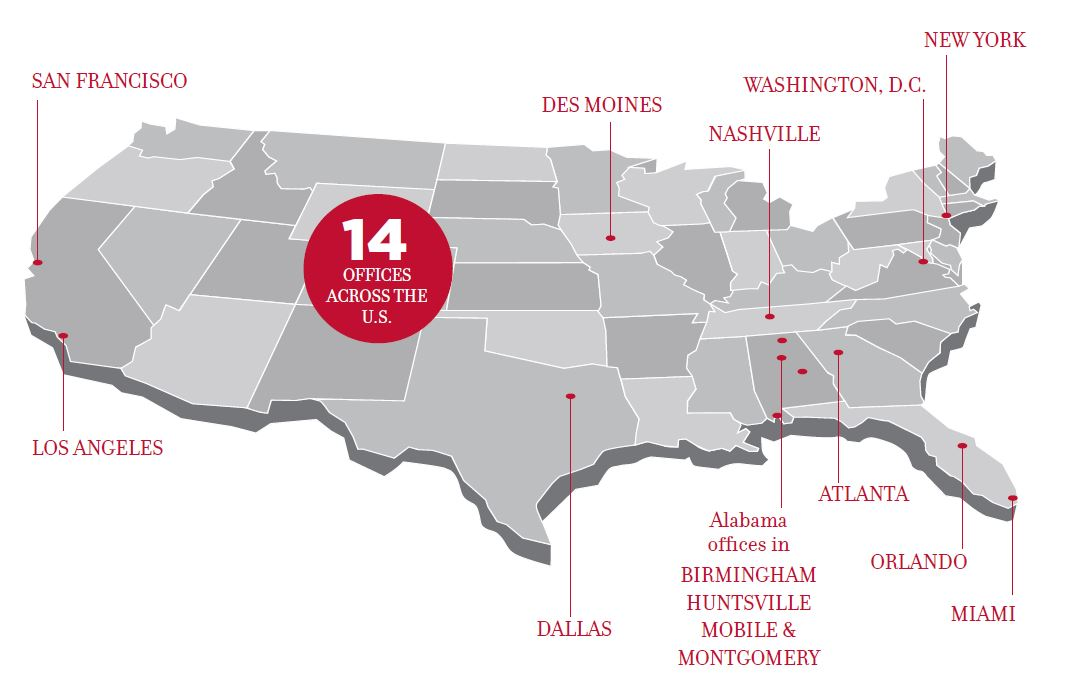 NEW YORK
SAN FRANCISCO
WASHINGTON, D.C.
DES MOINES
NASHVILLE
14
OFFICES
ACROSS THE
U.S.
LOS ANGELES
ATLANTA
Alabama
offices in
BIRMINGHAM
HUNTSVILLE
MOBILE &
MONTGOMERY
ORLANDO
MIAMI
DALLAS